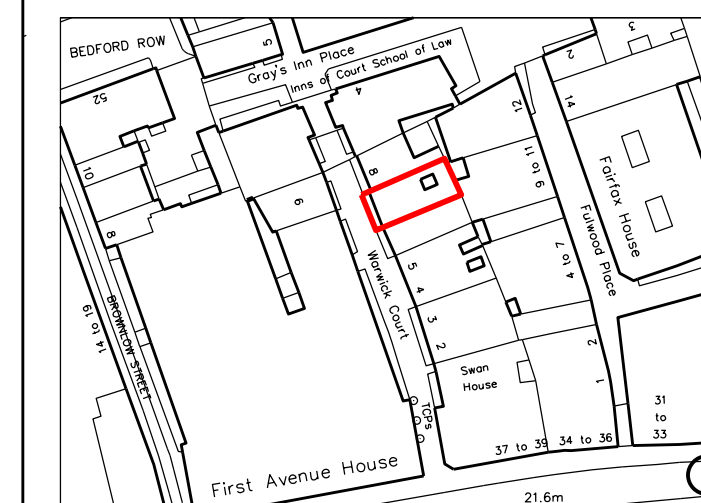 BEDFORD ROW
5
Gray's Inn Place
Inns of Court School of Law
3
2
52
4
14
12
10
8
9
11 to 9
Fairfax House
8
5
4
3
2
Warwick Court
Fulwood Place
4 to 7
14 to 19
BROWNLOW STREET
Swan
House
2
1
TCPs
31
to
33
37 to 39
34 to 36
First Avenue House
21.6m